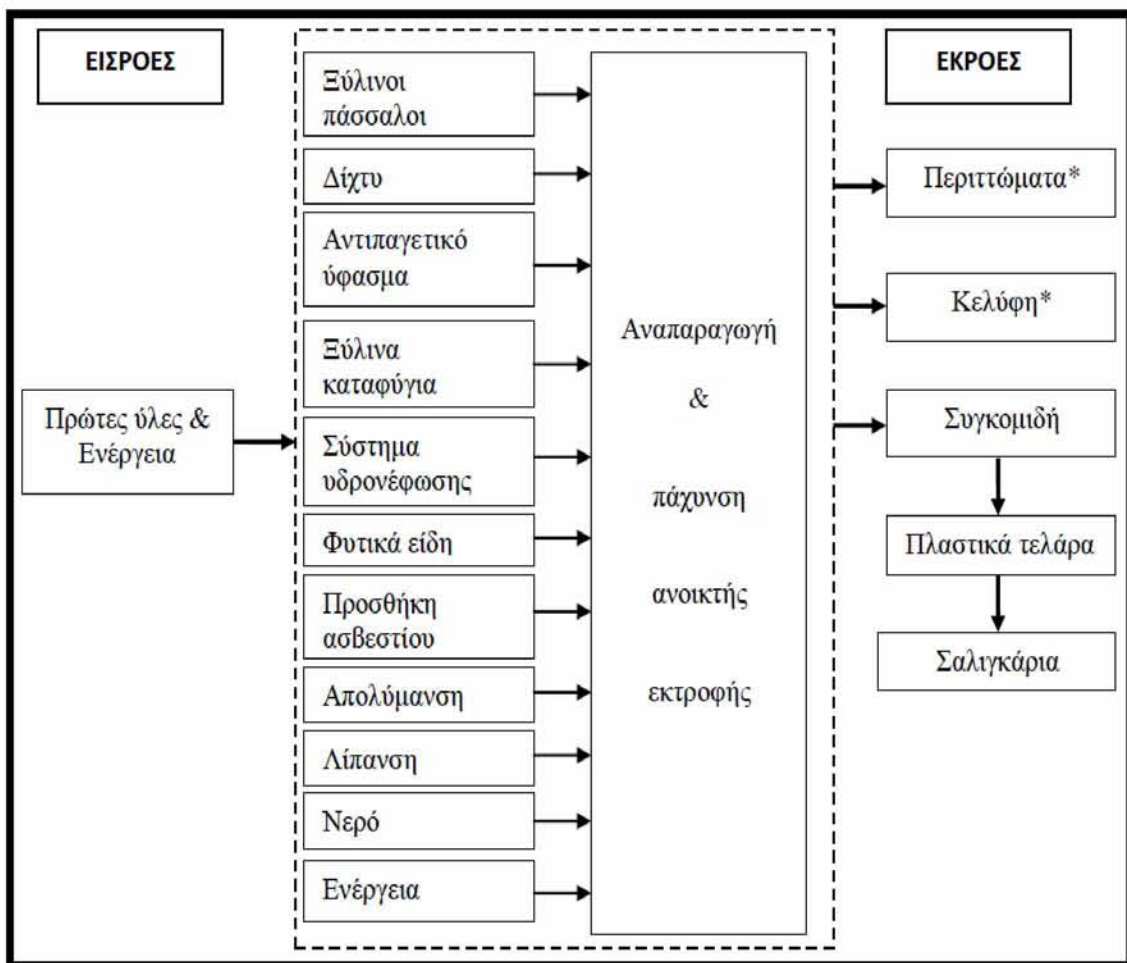 ΕΙΣΡΟΕΣ
Πρώτες ύλες &
Ενέργεια
Ξύλινοι
πάσσαλοι
Δίχτυ
Αντιπαγετικό
ύφασμα
Ξύλινα
καταφύγια
Σύστημα
υδρονέφωσης
Φυτικά είδη
Προσθήκη
ασβεστίου
Απολύμανση
Λίπανση
Νερό
Ενέργεια
Αναπαραγωγή
&
πάχυνση
ανοικτής
εκτροφής
ΕΚΡΟΕΣ
Περιττώματα*
Κελύφη*
Συγκομιδή
Πλαστικά τελάρα
Σαλιγκάρια